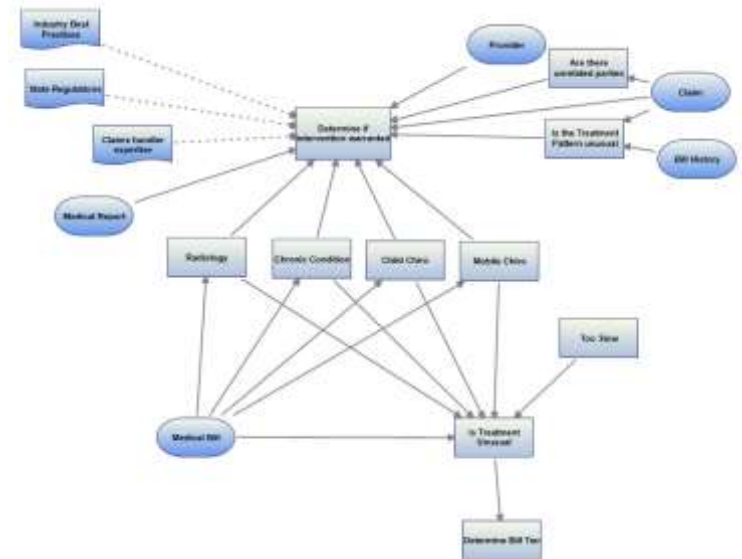 Industry Best
Practices
Provider
Are there
unrelated parties
State Regulations
Claim
Determine if
intervention warranted
Claims handler
expertise
Is the Treatment
Pattern unusual
Bill History
Medical Report
Radiology
Chronic Condition
Child Chiro
Mobile Chiro
Too
Medical Bill
Is Treatment
Unusual
Determine Bill Tier